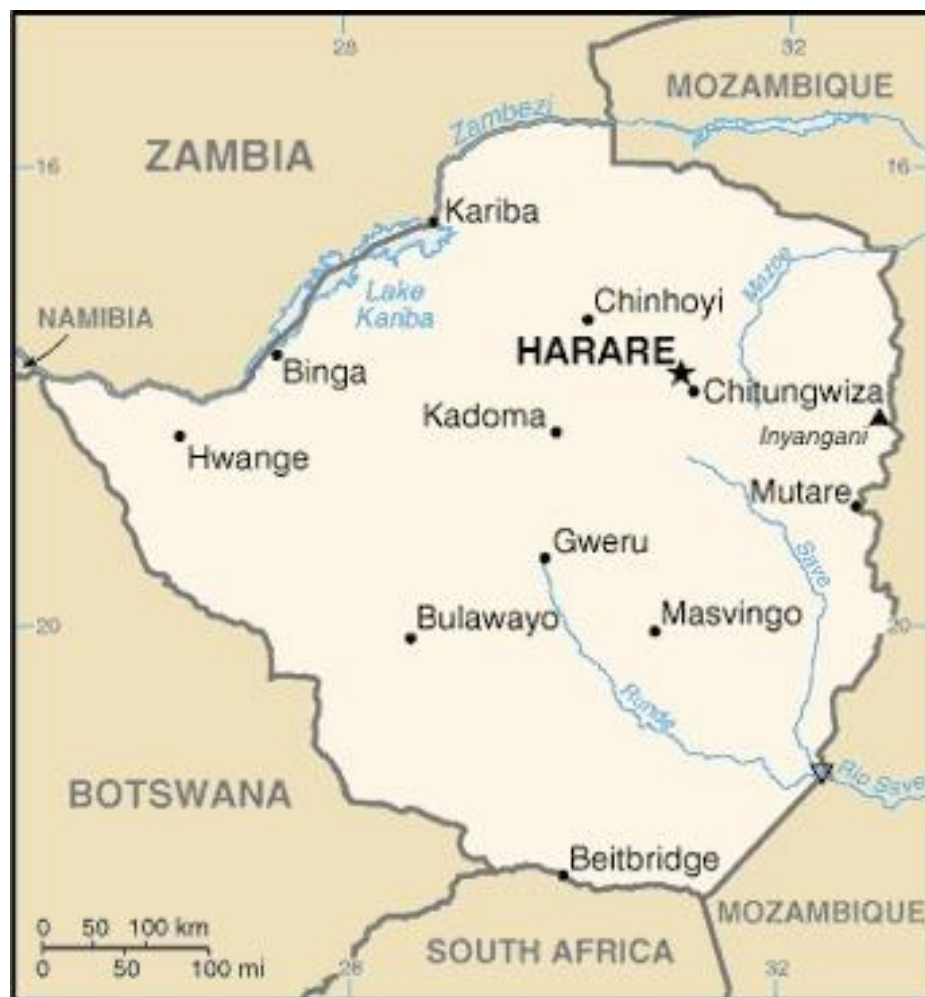 28
32
MOZAMBIQUE
Zambezi
ZAMBIA
16
16
Kariba
Mazoe
Lake
Kariba
Chinhoyi
NAMIBIA
HARARE
Binga
Chitungwiza
Kadoma
Inyangani
Hwange
Mutare
Gweru
Save
Bulawayo
Masvingo
20
20
Runde
BOTSWANA
Rio Save
Beitbridge
MOZAMBIQUE
0 50 100 km
0 50 100 mi
SOUTH AFRICA
28
32